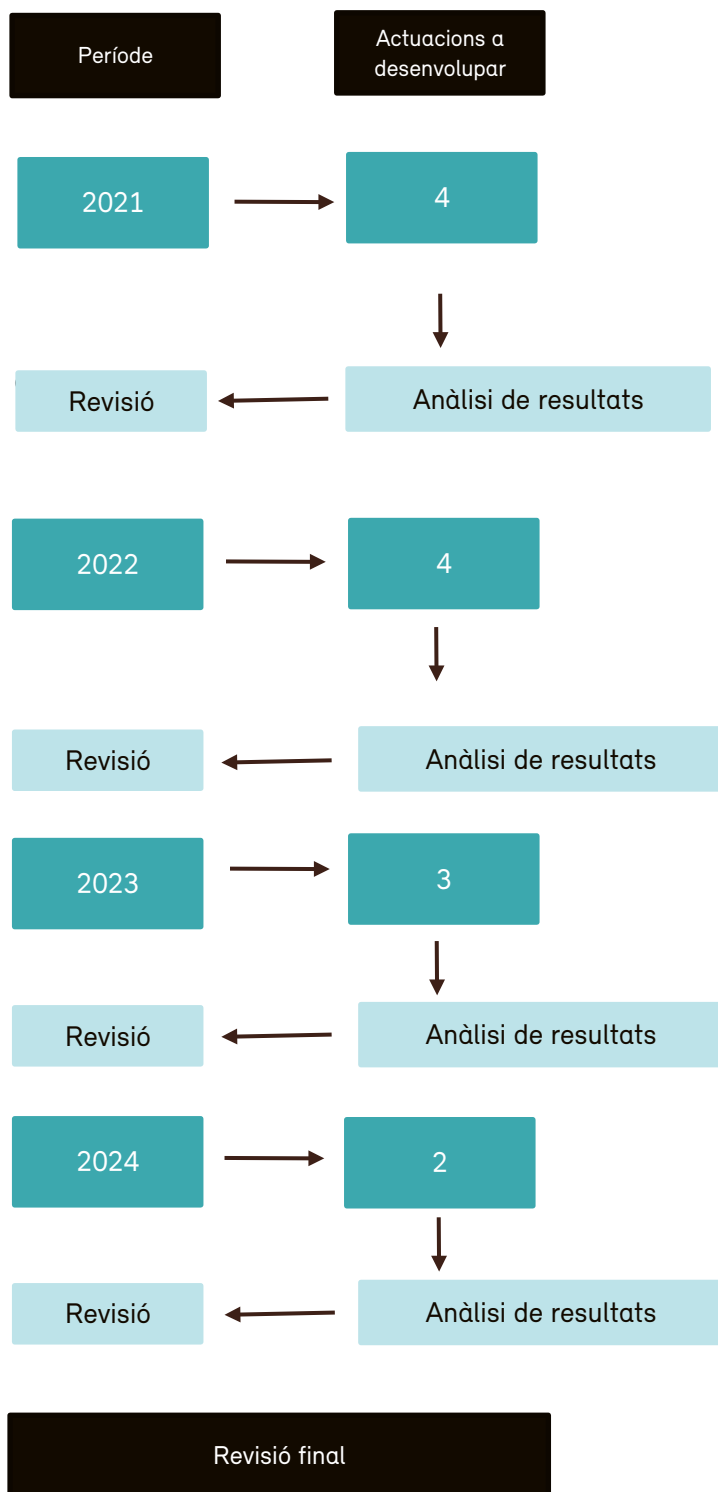 Període
Actuacions a
desenvolupar
2021
4
Revisió
Anàlisi de resultats
2022
4
Revisió
Anàlisi de resultats
2023
3
Revisió
Anàlisi de resultats
2024
2
Revisió
Anàlisi de resultats
Revisió final